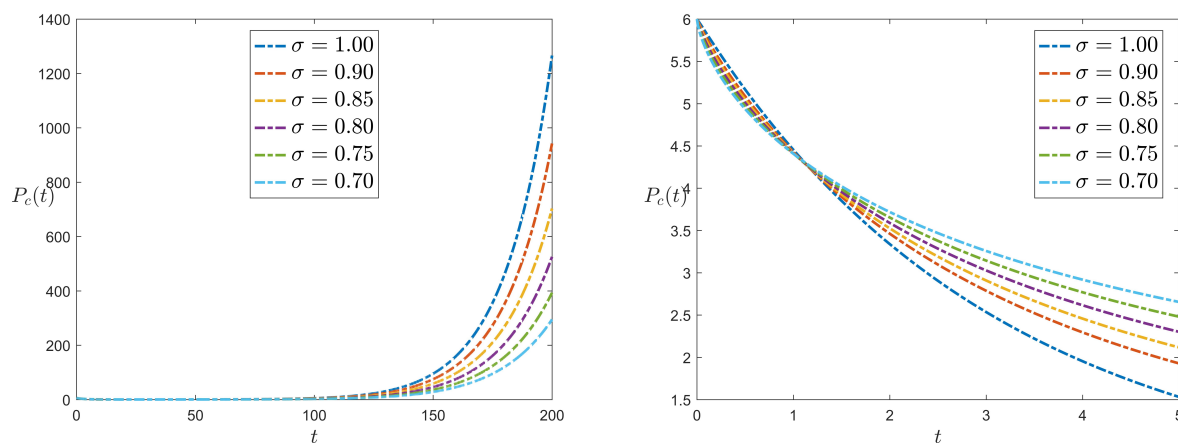 1400
1200
1000
800
600
400
200
0
P_c(t)
0 50 100 150 200
t
σ = 1.00
σ = 0.90
σ = 0.85
σ = 0.80
σ = 0.75
σ = 0.70
6
5.5
5
4.5
4
3.5
3
2.5
2
1.5
P_c(t)
0 1 2 3 4 5
t
σ = 1.00
σ = 0.90
σ = 0.85
σ = 0.80
σ = 0.75
σ = 0.70